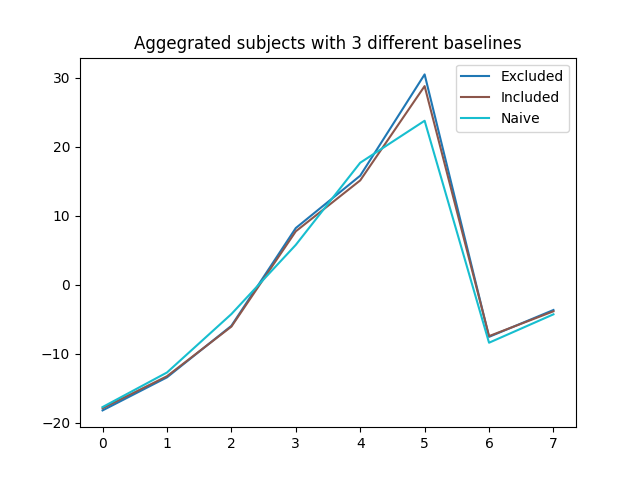 Aggegrated subjects with 3 different baselines
Excluded
Included
Naive
30
20
10
0
−10
−20
0 1 2 3 4 5 6 7